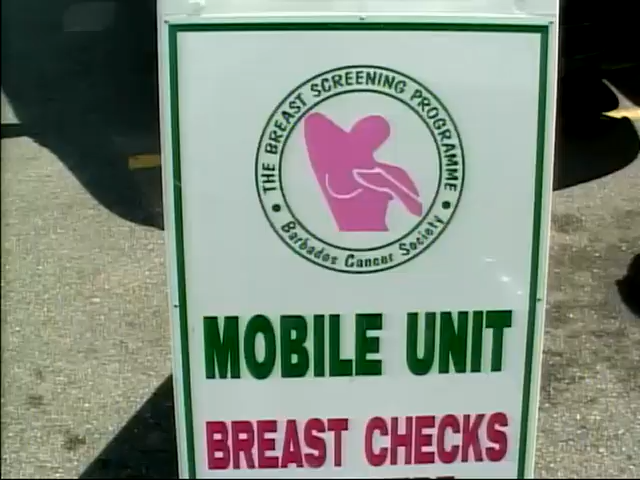 THE BREAST SCREENING PROGRAMME
Barbados Cancer Society
MOBILE UNIT
BREAST CHECKS